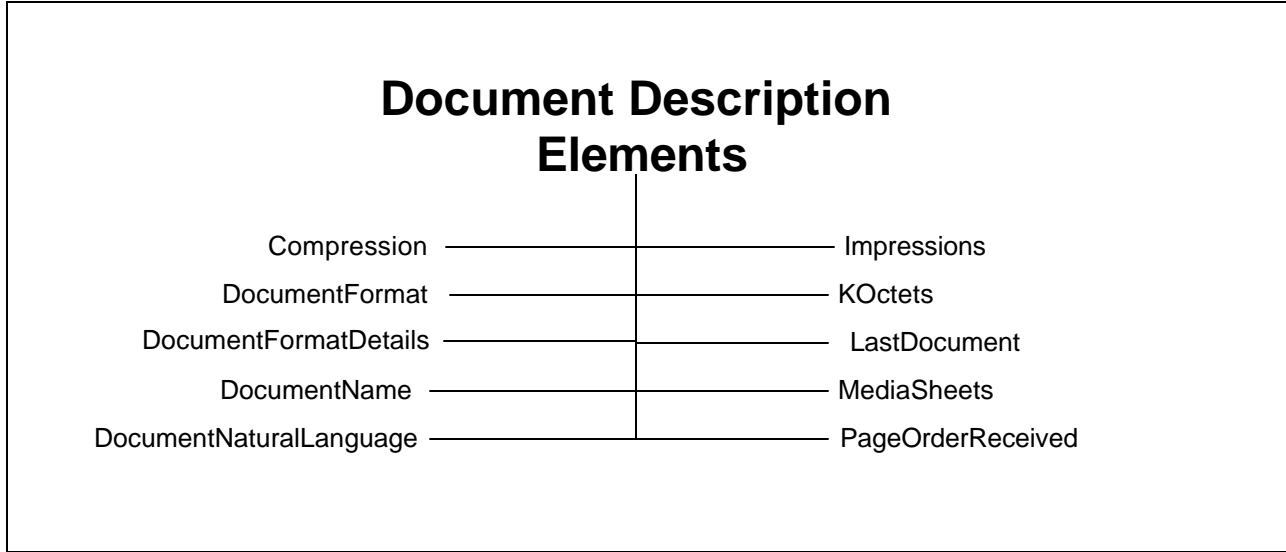 Document Description
Elements
Compression
Impressions
DocumentFormat
KOctets
DocumentFormatDetails
LastDocument
DocumentName
MediaSheets
DocumentNaturalLanguage
PageOrderReceived